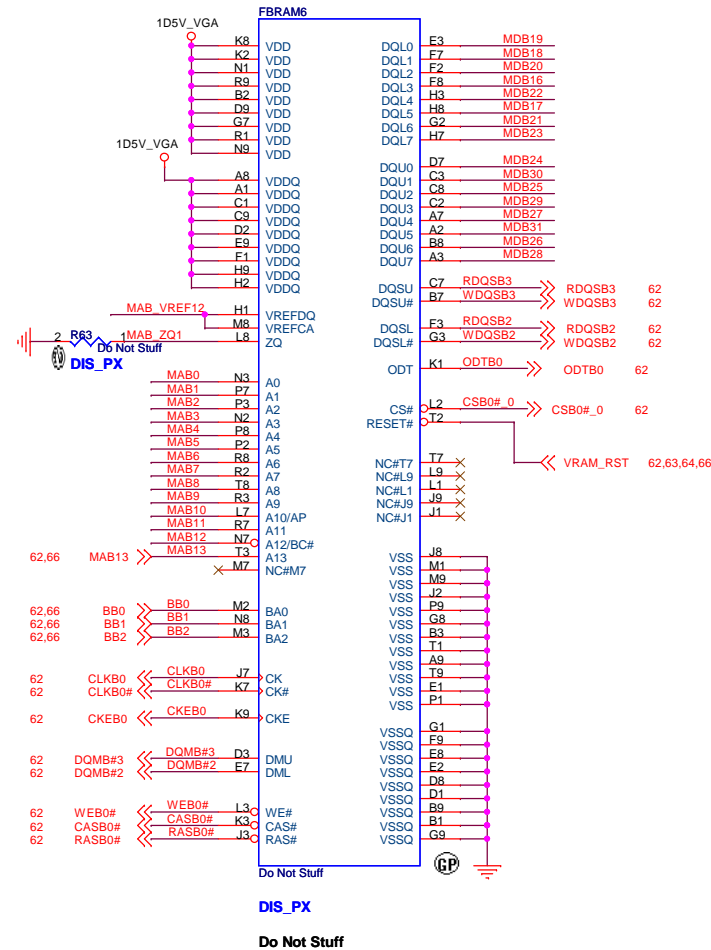 FBRAM6
1D5V_VGA
K8 VDD DQL0 E3 MDB19
K2 VDD DQL1 F7 MDB18
N1 VDD DQL2 F2 MDB20
R9 VDD DQL3 F8 MDB16
B2 VDD DQL4 H3 MDB22
D9 VDD DQL5 H8 MDB17
G7 VDD DQL6 G2 MDB21
R1 VDD DQL7 H7 MDB23
N9 VDD
1D5V_VGA
A8 VDDQ DQU0 D7 MDB24
A1 VDDQ DQU1 C3 MDB30
C1 VDDQ DQU2 C8 MDB25
C9 VDDQ DQU3 C2 MDB29
D2 VDDQ DQU4 A7 MDB27
E9 VDDQ DQU5 A2 MDB31
F1 VDDQ DQU6 B8 MDB26
H9 VDDQ DQU7 A3 MDB28
H2 VDDQ
DQSU C7 RDQSB3 RDQSB3 62
DQSU# B7 WDQSB3 WDQSB3 62
MAB_VREF12 H1 VREFDQ
M8 VREFCA DQSL F3 RDQSB2 RDQSB2 62
2 R63 1 MAB_ZQ1 L8 ZQ DQSL# G3 WDQSB2 WDQSB2 62
Do Not Stuff
DIS_PX
ODT K1 ODTB0 ODTB0 62
MAB0 N3 A0
MAB1 P7 A1
MAB2 P3 A2 CS# L2 CSB0#_0 CSB0#_0 62
MAB3 N2 A3 RESET# T2
MAB4 P8 A4
MAB5 P2 A5
MAB6 R8 A6 NC#T7 T7 VRAM_RST 62,63,64,66
MAB7 R2 A7 NC#L9 L9
MAB8 T8 A8 NC#L1 L1
MAB9 R3 A9 NC#J9 J9
MAB10 L7 A10/AP NC#J1 J1
MAB11 R7 A11
MAB12 N7 A12/BC#
62,66 MAB13 MAB13 T3 A13 VSS J8
M7 NC#M7 VSS M1
VSS M9
VSS J2
62,66 BB0 BB0 M2 BA0 VSS P9
62,66 BB1 BB1 N8 BA1 VSS G8
62,66 BB2 BB2 M3 BA2 VSS B3
VSS T1
VSS A9
62 CLKB0 CLKB0 J7 CK VSS T9
62 CLKB0# CLKB0# K7 CK# VSS E1
VSS P1
62 CKEB0 CKEB0 K9 CKE
VSSQ G1
VSSQ F9
62 DQMB#3 DQMB#3 D3 DMU VSSQ E8
62 DQMB#2 DQMB#2 E7 DML VSSQ E2
VSSQ D8
VSSQ D1
62 WEB0# WEB0# L3 WE# VSSQ B9
62 CASB0# CASB0# K3 CAS# VSSQ B1
62 RASB0# RASB0# J3 RAS# VSSQ G9
GP
Do Not Stuff
DIS_PX
Do Not Stuff